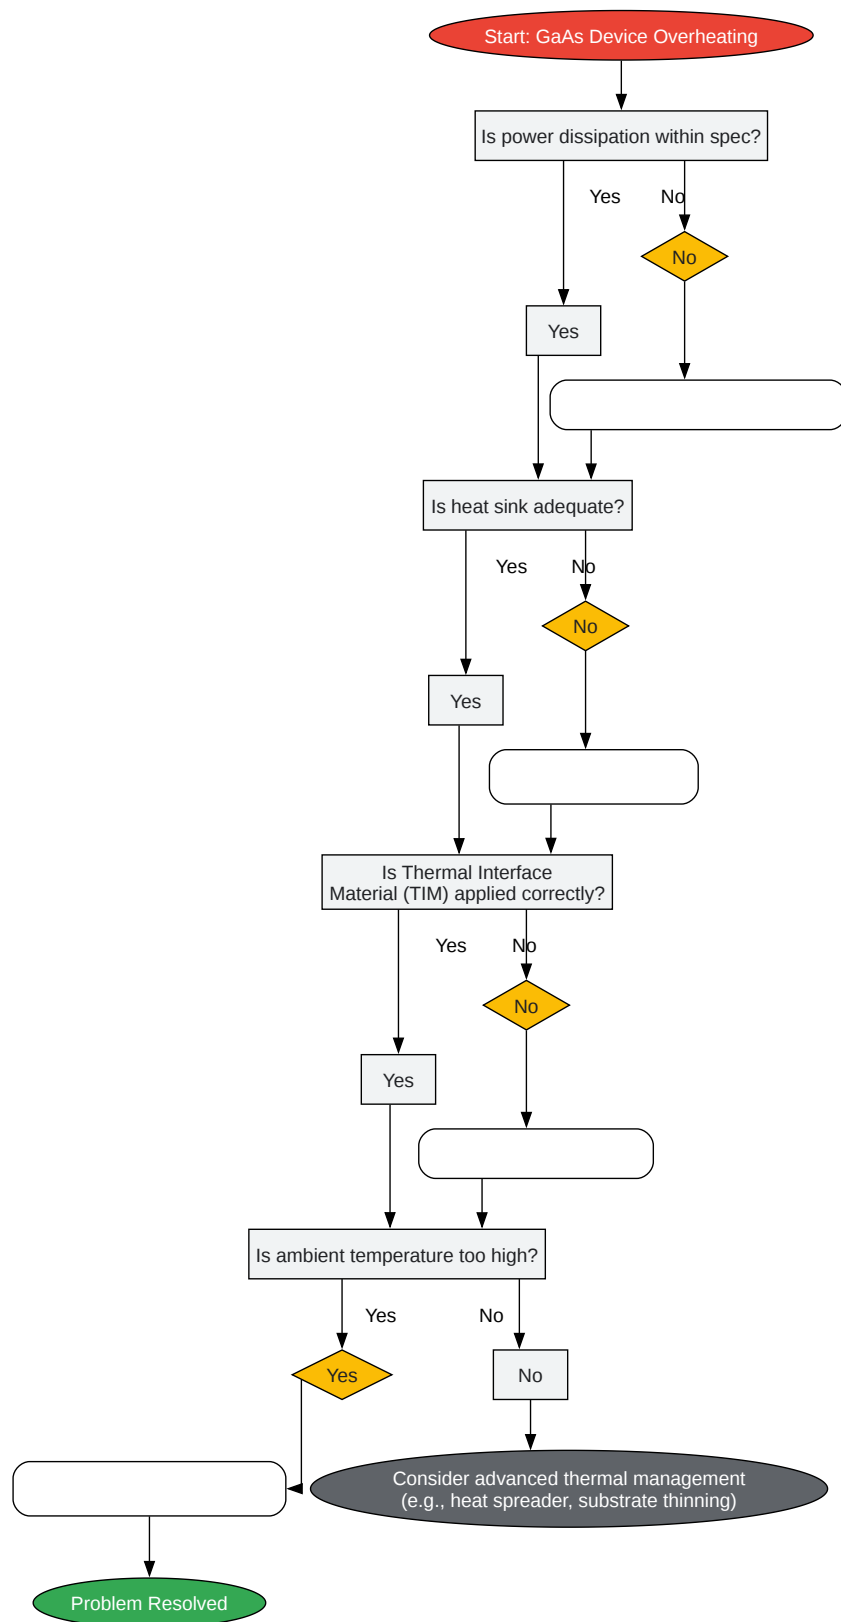 Start: GaAs Device Overheating
Is power dissipation within spec?
Yes
No
No
Yes
Is heat sink adequate?
Yes
No
No
Yes
Is Thermal Interface
Material (TIM) applied correctly?
Yes
No
No
Yes
Is ambient temperature too high?
Yes
No
Yes
No
Consider advanced thermal management
(e.g., heat spreader, substrate thinning)
Problem Resolved